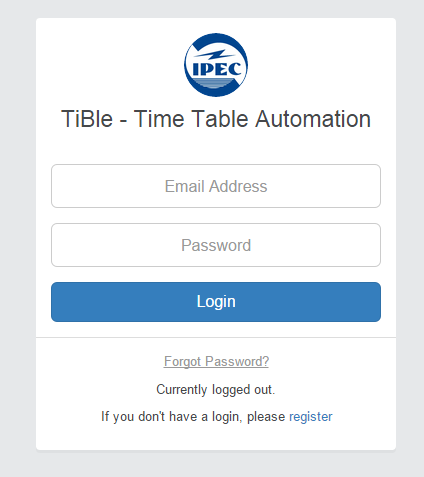 IPEC
TiBle - Time Table Automation
Email Address
Password
Login
Forgot Password?
Currently logged out.
If you don't have a login, please register